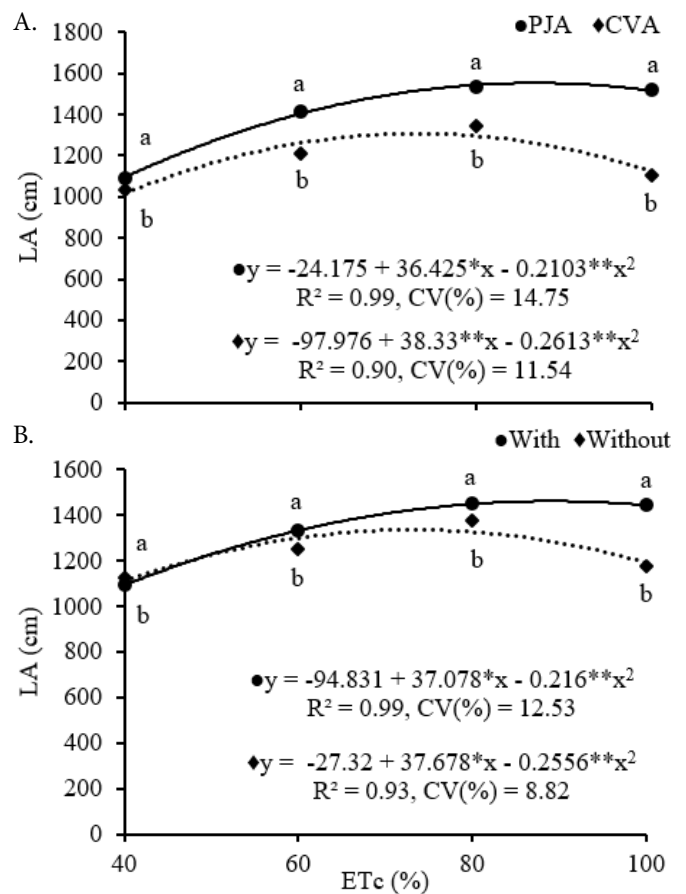 A.
1800
●PJA ◆CVA
1600
1400
1200
1000
800
600
400
200
0
LA (cm)
a
a
a
a
b
b
b
b
●y = -24.175 + 36.425*x - 0.2103**x²
R² = 0.99, CV(%) = 14.75
◆y = -97.976 + 38.33**x - 0.2613**x²
R² = 0.90, CV(%) = 11.54
B.
●With ◆Without
1600
1400
1200
1000
800
600
400
200
0
LA (cm)
a
a
a
a
b
b
b
b
●y = -94.831 + 37.078*x - 0.216**x²
R² = 0.99, CV(%) = 12.53
◆y = -27.32 + 37.678*x - 0.2556**x²
R² = 0.93, CV(%) = 8.82
40 60 80 100
ETc (%)